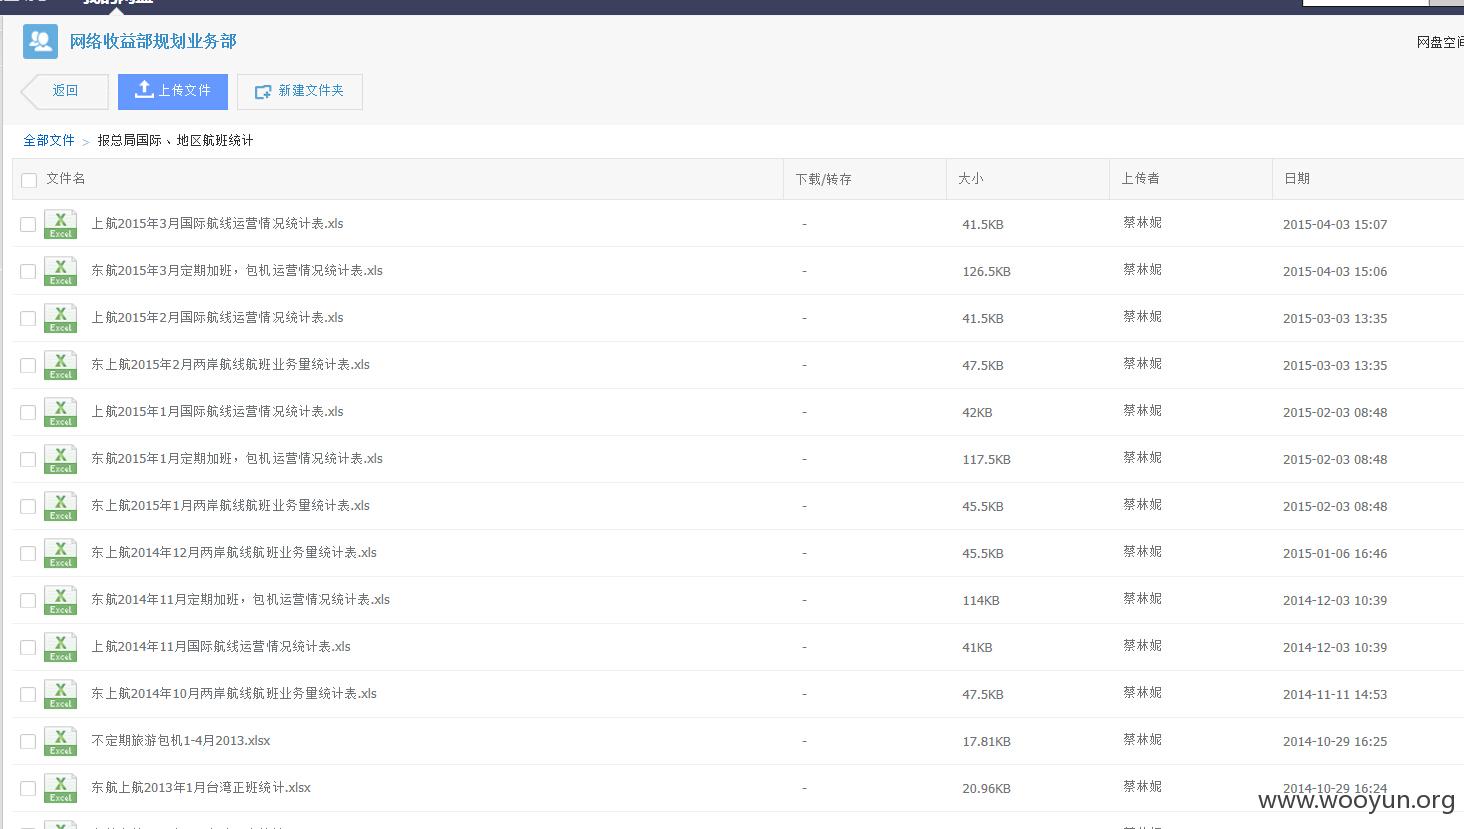 我的网盘
网络收益部规划业务部
网盘空间
返回
上传文件
新建文件夹
全部文件 > 报总局国际、地区航班统计
文件名 下载/转存 大小 上传者 日期
Excel 上航2015年3月国际航线运营情况统计表.xls - 41.5KB 蔡林妮 2015-04-03 15:07
Excel 东航2015年3月定期加班，包机运营情况统计表.xls - 126.5KB 蔡林妮 2015-04-03 15:06
Excel 上航2015年2月国际航线运营情况统计表.xls - 41.5KB 蔡林妮 2015-03-03 13:35
Excel 东上航2015年2月两岸航线航班业务量统计表.xls - 47.5KB 蔡林妮 2015-03-03 13:35
Excel 上航2015年1月国际航线运营情况统计表.xls - 42KB 蔡林妮 2015-02-03 08:48
Excel 东航2015年1月定期加班，包机运营情况统计表.xls - 117.5KB 蔡林妮 2015-02-03 08:48
Excel 东上航2015年1月两岸航线航班业务量统计表.xls - 45.5KB 蔡林妮 2015-02-03 08:48
Excel 东上航2014年12月两岸航线航班业务量统计表.xls - 45.5KB 蔡林妮 2015-01-06 16:46
Excel 东航2014年11月定期加班，包机运营情况统计表.xls - 114KB 蔡林妮 2014-12-03 10:39
Excel 上航2014年11月国际航线运营情况统计表.xls - 41KB 蔡林妮 2014-12-03 10:39
Excel 东上航2014年10月两岸航线航班业务量统计表.xls - 47.5KB 蔡林妮 2014-11-11 14:53
Excel 不定期旅游包机1-4月2013.xlsx - 17.81KB 蔡林妮 2014-10-29 16:25
Excel 东航上航2013年1月台湾正班统计.xlsx - 20.96KB 蔡林妮 2014-10-29 16:24
www.wooyun.org